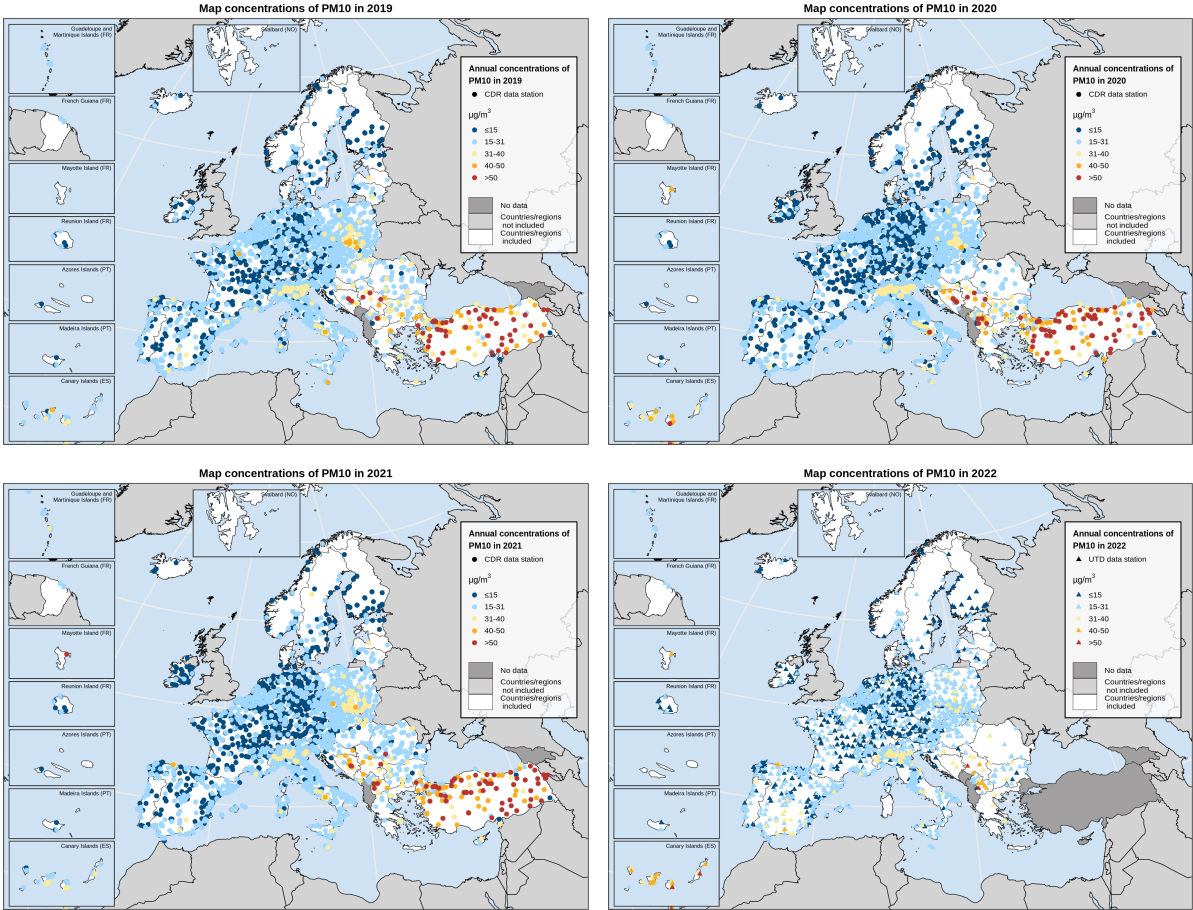 Map concentrations of PM10 in 2019
Guadeloupe and
Martinique Islands (FR)
Svalbard (NO)
French Guiana (FR)
Mayotte Island (FR)
Reunion Island (FR)
Azores Islands (PT)
Madeira Islands (PT)
Canary Islands (ES)
Annual concentrations of
PM10 in 2019
CDR data station
µg/m³
≤15
15-31
31-40
40-50
>50
No data
Countries/regions
not included
Countries/regions
included
Map concentrations of PM10 in 2020
Guadeloupe and
Martinique Islands (FR)
Svalbard (NO)
French Guiana (FR)
Mayotte Island (FR)
Reunion Island (FR)
Azores Islands (PT)
Madeira Islands (PT)
Canary Islands (ES)
Annual concentrations of
PM10 in 2020
CDR data station
µg/m³
≤15
15-31
31-40
40-50
>50
No data
Countries/regions
not included
Countries/regions
included
Map concentrations of PM10 in 2021
Guadeloupe and
Martinique Islands (FR)
Svalbard (NO)
French Guiana (FR)
Mayotte Island (FR)
Reunion Island (FR)
Azores Islands (PT)
Madeira Islands (PT)
Canary Islands (ES)
Annual concentrations of
PM10 in 2021
CDR data station
µg/m³
≤15
15-31
31-40
40-50
>50
No data
Countries/regions
not included
Countries/regions
included
Map concentrations of PM10 in 2022
Guadeloupe and
Martinique Islands (FR)
Svalbard (NO)
French Guiana (FR)
Mayotte Island (FR)
Reunion Island (FR)
Azores Islands (PT)
Madeira Islands (PT)
Canary Islands (ES)
Annual concentrations of
PM10 in 2022
UTD data station
µg/m³
≤15
15-31
31-40
40-50
>50
No data
Countries/regions
not included
Countries/regions
included